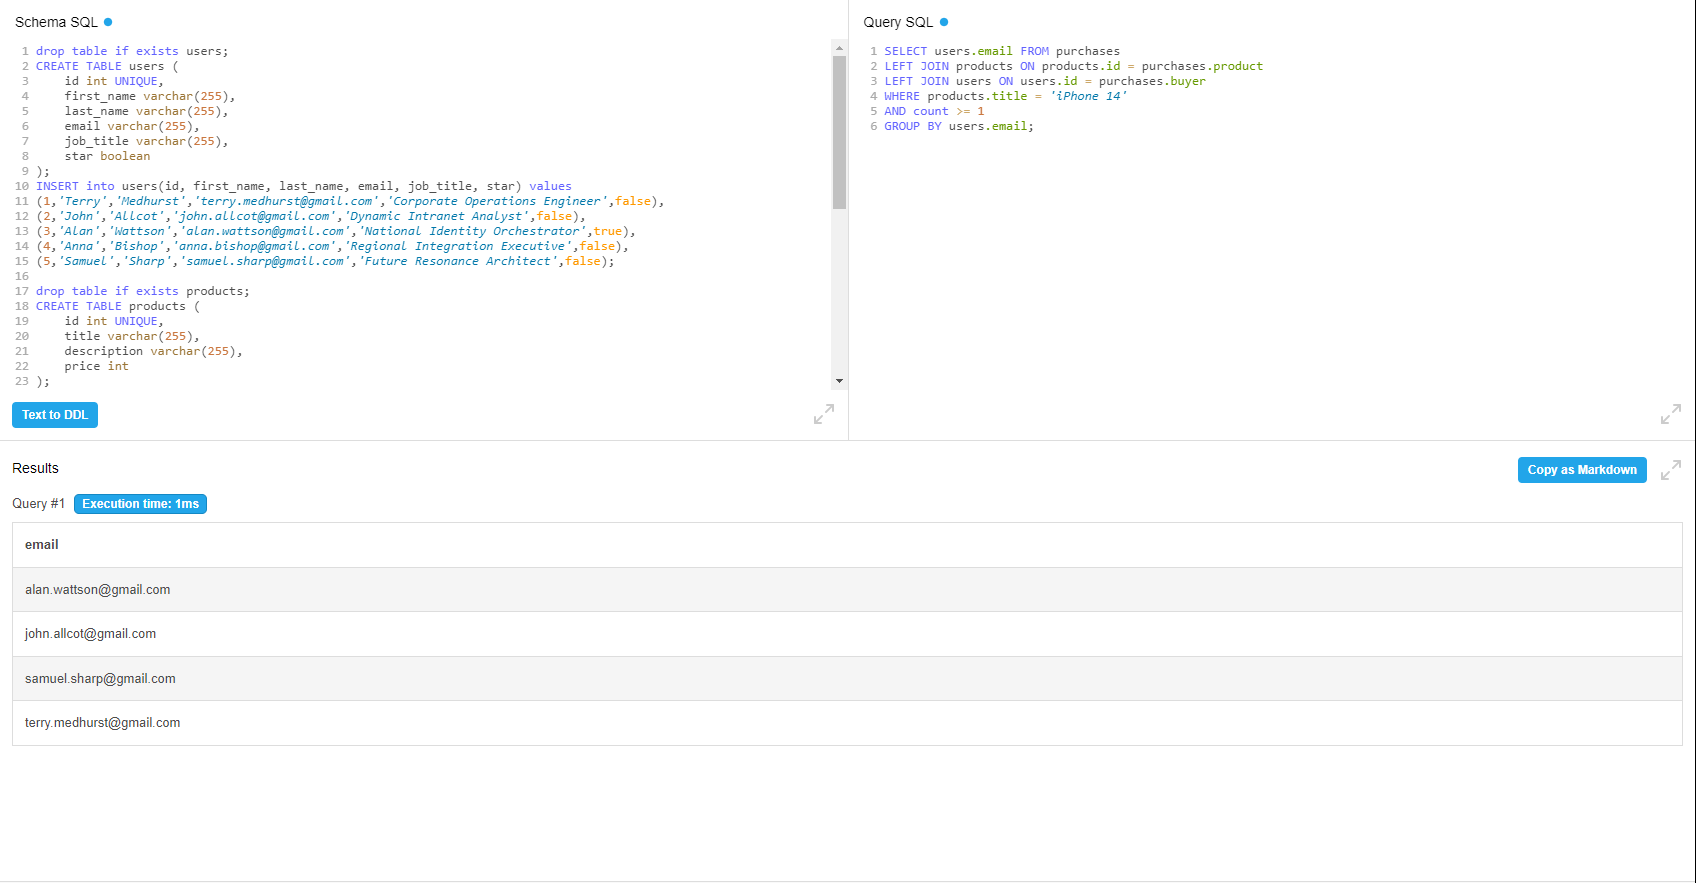 Schema SQL
1 drop table if exists users;
2 CREATE TABLE users (
3     id int UNIQUE,
4     first_name varchar(255),
5     last_name varchar(255),
6     email varchar(255),
7     job_title varchar(255),
8     star boolean
9 );
10 INSERT into users(id, first_name, last_name, email, job_title, star) values
11 (1,'Terry','Medhurst','terry.medhurst@gmail.com','Corporate Operations Engineer',false),
12 (2,'John','Allcot','john.allcot@gmail.com','Dynamic Intranet Analyst',false),
13 (3,'Alan','Wattson','alan.wattson@gmail.com','National Identity Orchestrator',true),
14 (4,'Anna','Bishop','anna.bishop@gmail.com','Regional Integration Executive',false),
15 (5,'Samuel','Sharp','samuel.sharp@gmail.com','Future Resonance Architect',false);
16
17 drop table if exists products;
18 CREATE TABLE products (
19     id int UNIQUE,
20     title varchar(255),
21     description varchar(255),
22     price int
23 );
Text to DDL
Query SQL
1 SELECT users.email FROM purchases
2 LEFT JOIN products ON products.id = purchases.product
3 LEFT JOIN users ON users.id = purchases.buyer
4 WHERE products.title = 'iPhone 14'
5 AND count >= 1
6 GROUP BY users.email;
Results
Copy as Markdown
Query #1 Execution time: 1ms
email
alan.wattson@gmail.com
john.allcot@gmail.com
samuel.sharp@gmail.com
terry.medhurst@gmail.com